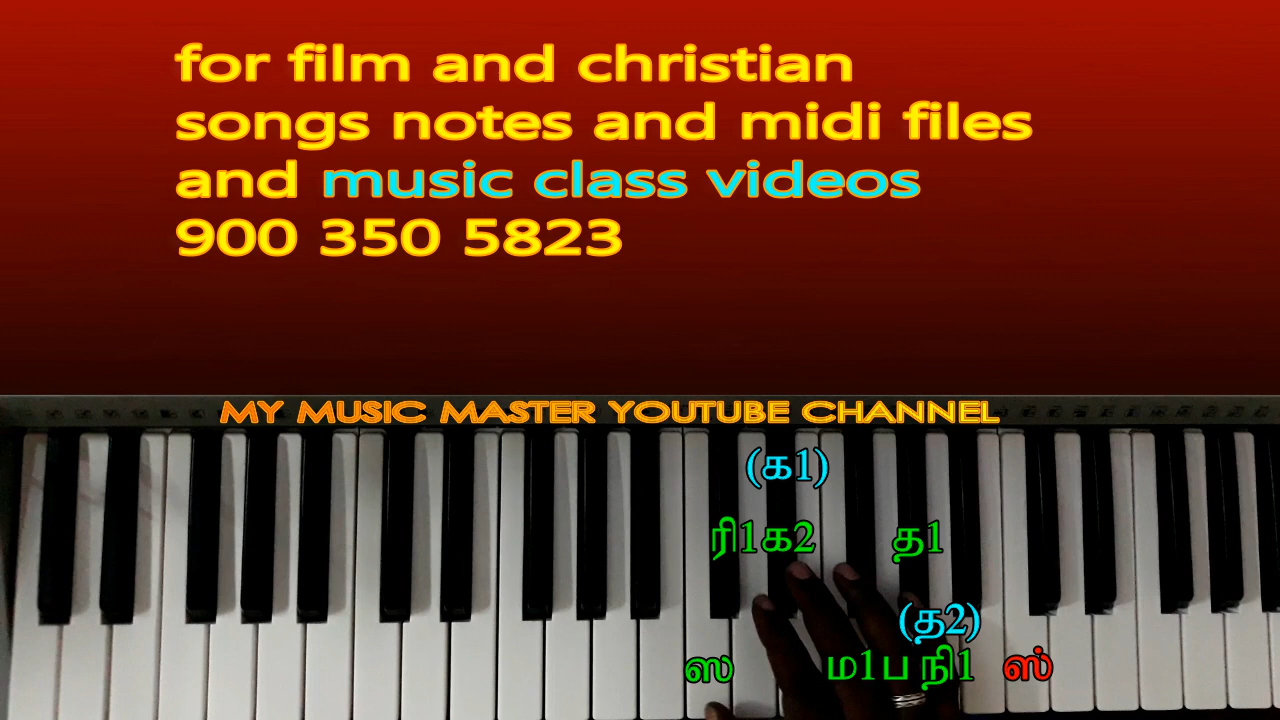 for film and christian
songs notes and midi files
and music class videos
900 350 5823
MY MUSIC MASTER YOUTUBE CHANNEL
(க1)
ரி1க2 த1
(த2)
ஸ ம1ப நி1 ஸ்